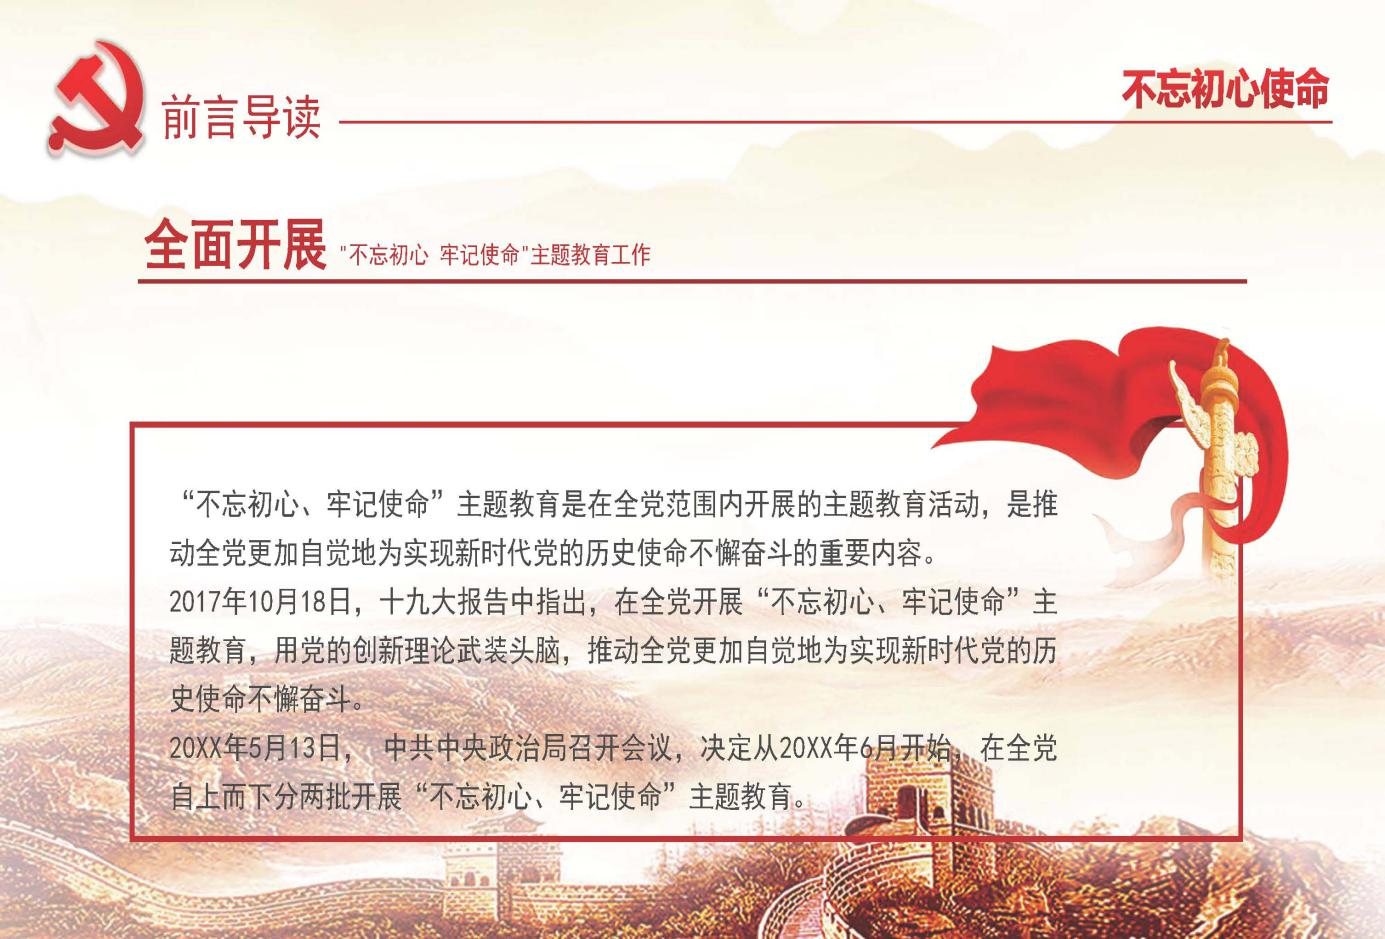 前言导读
不忘初心使命
全面开展 "不忘初心 牢记使命"主题教育工作
“不忘初心、牢记使命”主题教育是在全党范围内开展的主题教育活动，是推
动全党更加自觉地为实现新时代党的历史使命不懈奋斗的重要内容。
2017年10月18日，十九大报告中指出，在全党开展“不忘初心、牢记使命”主
题教育，用党的创新理论武装头脑，推动全党更加自觉地为实现新时代党的历
史使命不懈奋斗。
20XX年5月13日， 中共中央政治局召开会议，决定从20XX年6月开始，在全党
自上而下分两批开展“不忘初心、牢记使命”主题教育。